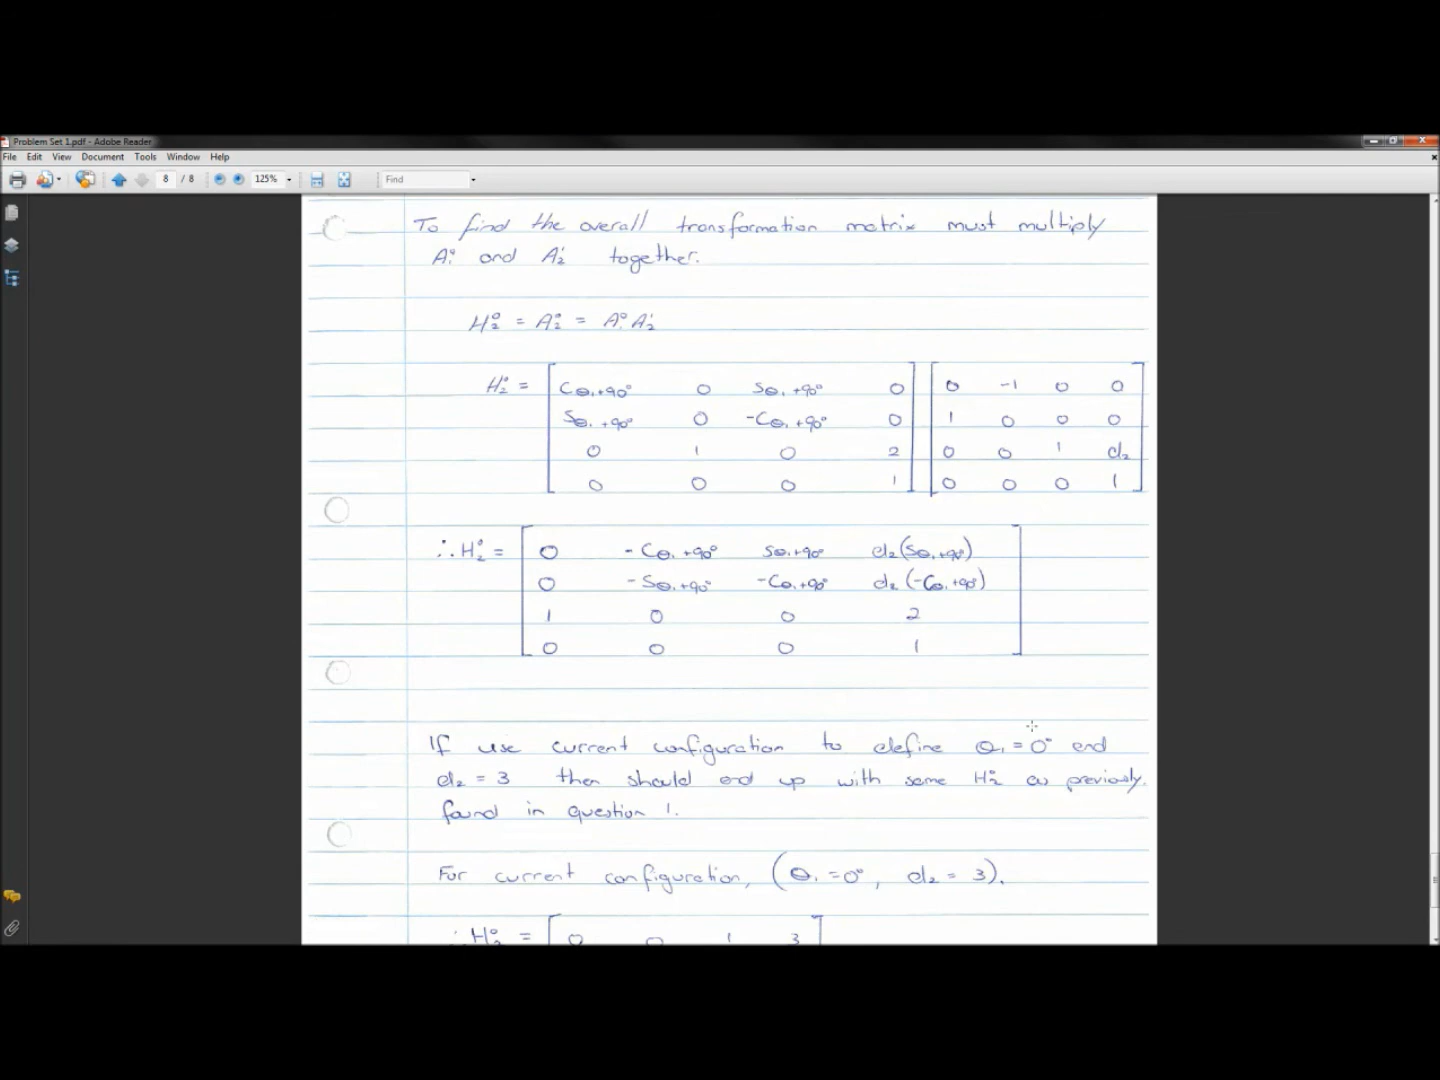 Problem Set 1.pdf - Adobe Reader
File Edit View Document Tools Window Help
8 / 8 125% Find
To find the overall transformation matrix must multiply
A₁⁰ and A₂¹ together.
H₂⁰ = A₂⁰ = A₁⁰ A₂¹
H₂⁰ = [ Cθ₁+90° 0 Sθ₁+90° 0 ] [ 0 -1 0 0 ]
Sθ₁+90° 0 -Cθ₁+90° 0 1 0 0 0
0 1 0 2 0 0 1 d₂
0 0 0 1 0 0 0 1
∴ H₂⁰ = [ 0 -Cθ₁+90° Sθ₁+90° d₂(Sθ₁+90°) ]
0 -Sθ₁+90° -Cθ₁+90° d₂(-Cθ₁+90°)
1 0 0 2
0 0 0 1
If use current configuration to define θ₁ = 0° and
d₂ = 3 then should end up with same H₂⁰ as previously
found in question 1.
For current configuration, (θ₁ = 0°, d₂ = 3).
∴ H₂⁰ = [ 0 0 1 3 ]